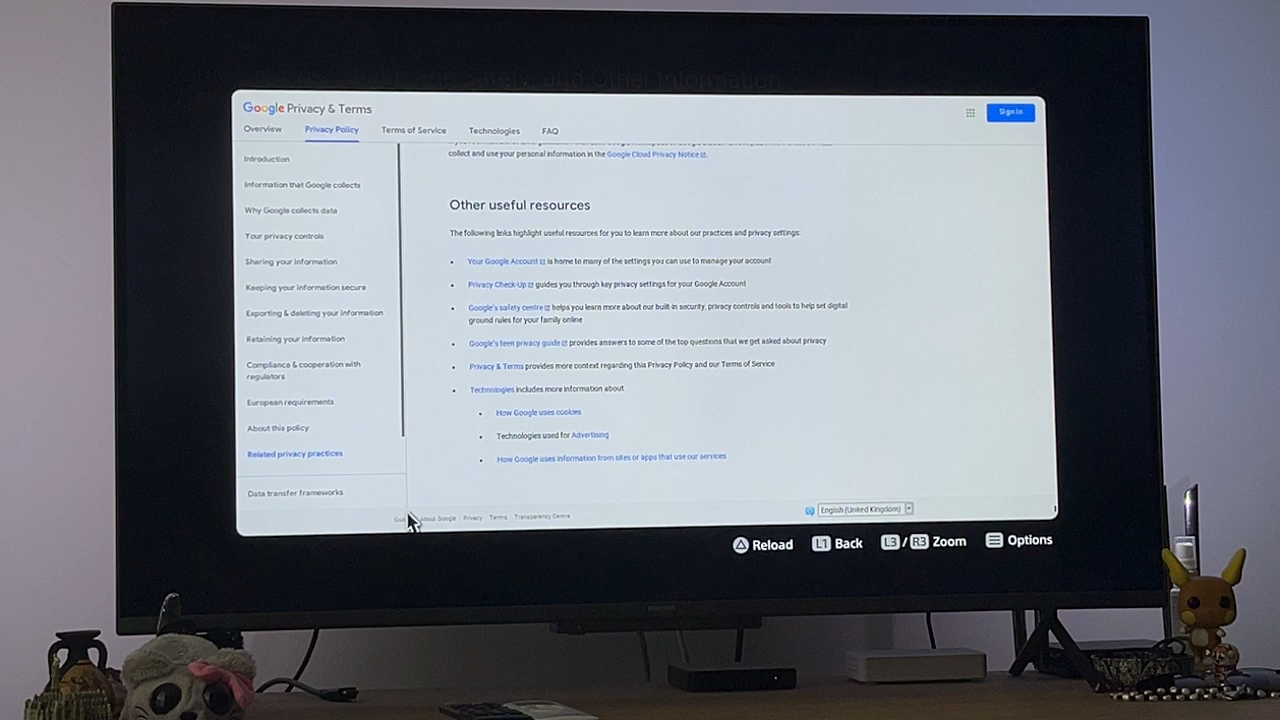 and Safety, and Other Information
Google Privacy & Terms
Sign in
Overview
Privacy Policy
Terms of Service
Technologies
FAQ
Introduction
Information that Google collects
Why Google collects data
Your privacy controls
Sharing your information
Keeping your information secure
Exporting & deleting your information
Retaining your information
Compliance & cooperation with
regulators
European requirements
About this policy
Related privacy practices
Data transfer frameworks
collect and use your personal information in the Google Cloud Privacy Notice.
Other useful resources
The following links highlight useful resources for you to learn more about our practices and privacy settings:
• Your Google Account is home to many of the settings you can use to manage your account
• Privacy Check-Up guides you through key privacy settings for your Google Account
• Google's safety centre helps you learn more about our built-in security, privacy controls and tools to help set digital
ground rules for your family online
• Google's teen privacy guide provides answers to some of the top questions that we get asked about privacy
• Privacy & Terms provides more context regarding this Privacy Policy and our Terms of Service
• Technologies includes more information about:
• How Google uses cookies
• Technologies used for Advertising
• How Google uses information from sites or apps that use our services
About Google Privacy Terms Transparency Centre
English (United Kingdom)
Reload
L1 Back
L3 / R3 Zoom
Options